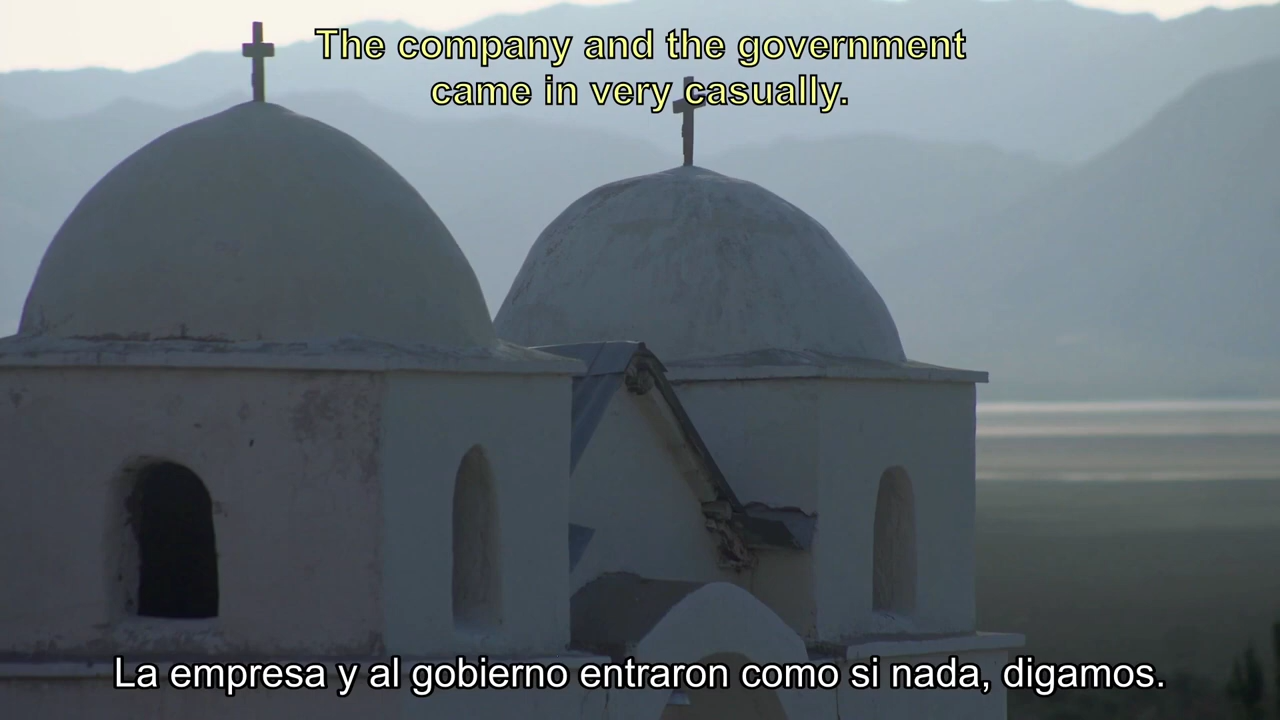 The company and the government
came in very casually.
La empresa y al gobierno entraron como si nada, digamos.